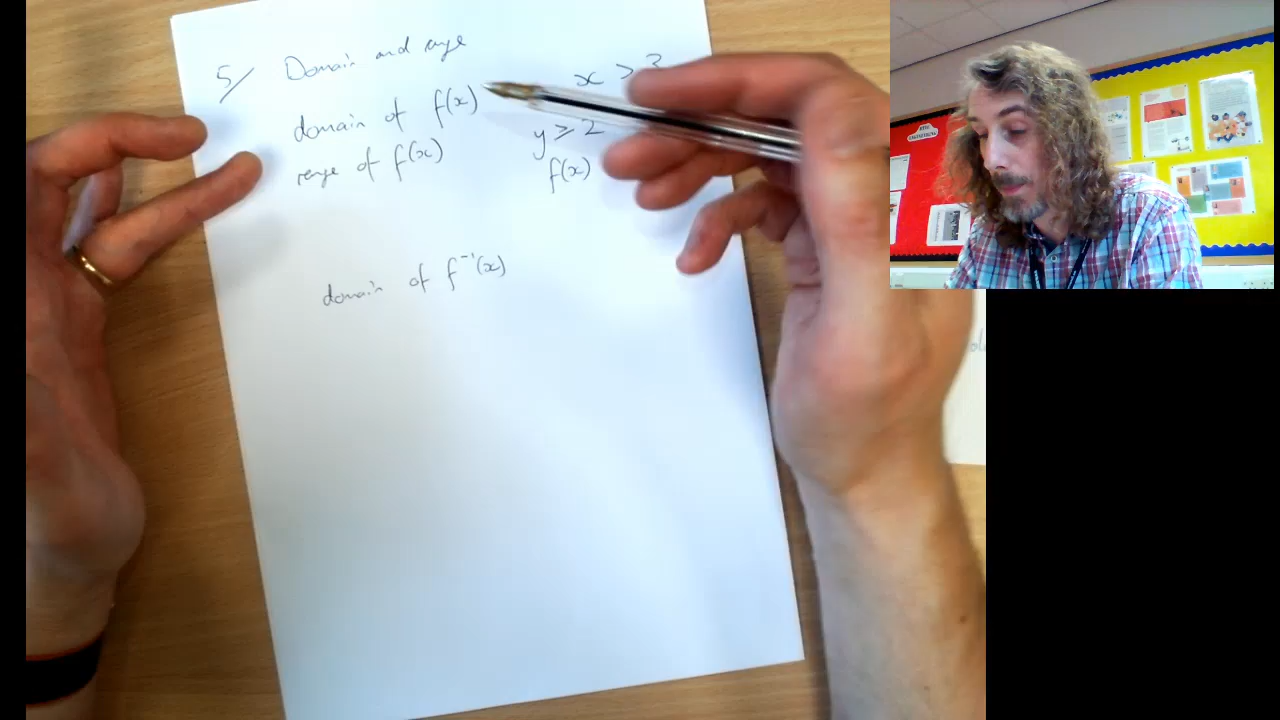 5/ Domain and range
domain of f(x) x >
range of f(x) y ≥ 2
f(x)
domain of f⁻¹(x)